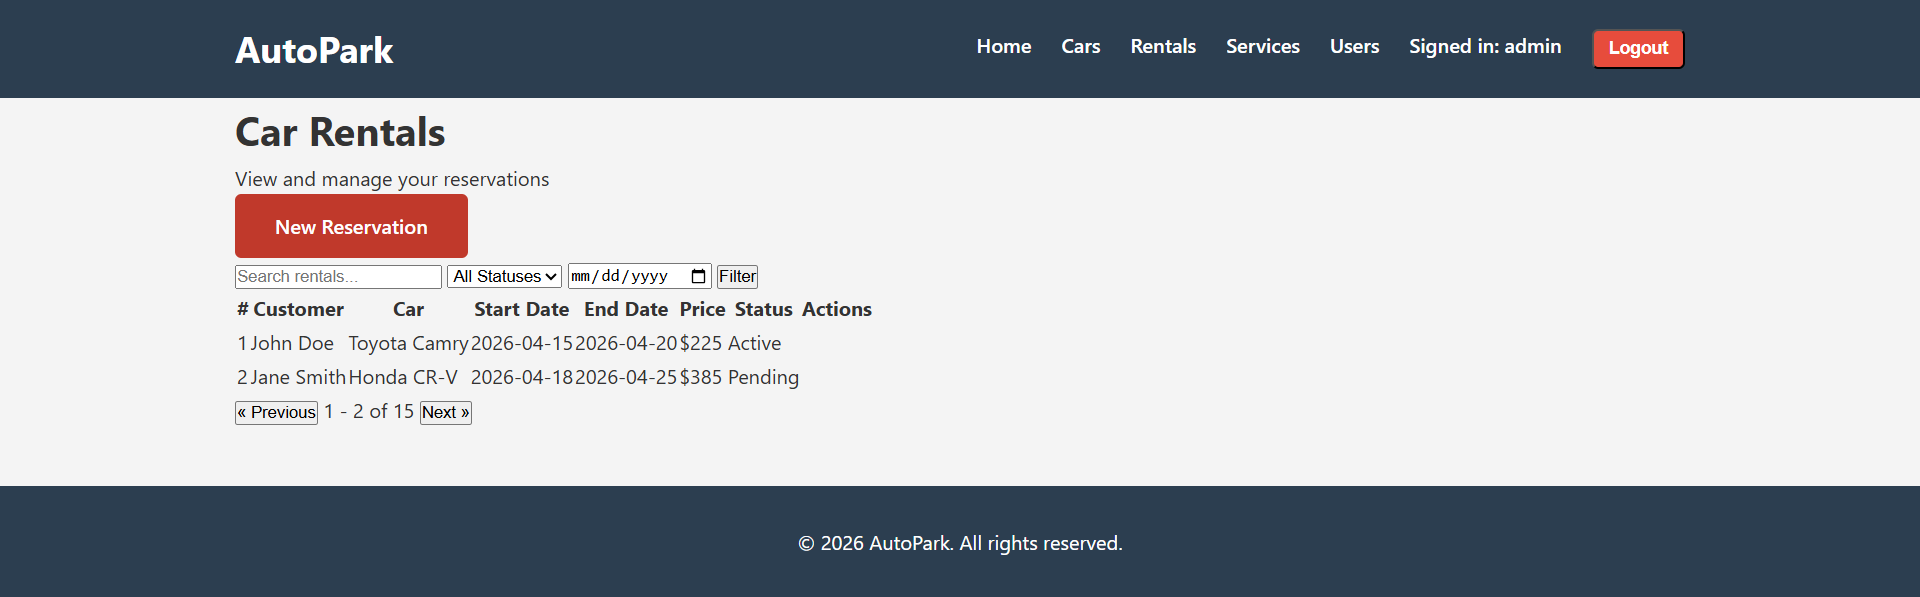 AutoPark Home Cars Rentals Services Users Signed in: admin Logout
Car Rentals
View and manage your reservations
New Reservation
Search rentals... All Statuses mm/dd/yyyy Filter
# Customer Car Start Date End Date Price Status Actions
1 John Doe Toyota Camry 2026-04-15 2026-04-20 $225 Active
2 Jane Smith Honda CR-V 2026-04-18 2026-04-25 $385 Pending
« Previous 1 - 2 of 15 Next »
© 2026 AutoPark. All rights reserved.